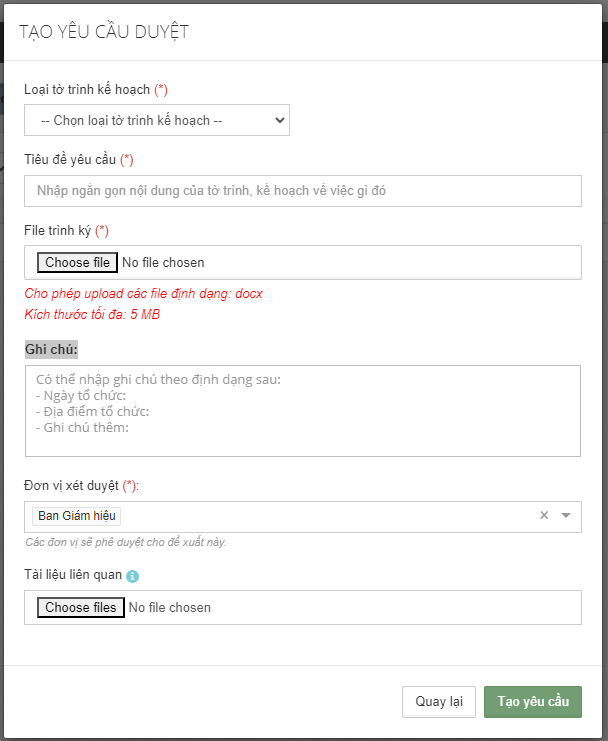 TẠO YÊU CẦU DUYỆT
Loại tờ trình kế hoạch (*)
-- Chọn loại tờ trình kế hoạch --
Tiêu đề yêu cầu (*)
Nhập ngắn gọn nội dung của tờ trình, kế hoạch về việc gì đó
File trình ký (*)
Choose file No file chosen
Cho phép upload các file định dạng: docx
Kích thước tối đa: 5 MB
Ghi chú:
Có thể nhập ghi chú theo định dạng sau:
- Ngày tổ chức:
- Địa điểm tổ chức:
- Ghi chú thêm:
Đơn vị xét duyệt (*):
Ban Giám hiệu
Các đơn vị sẽ phê duyệt cho đề xuất này.
Tài liệu liên quan
Choose files No file chosen
Quay lại Tạo yêu cầu